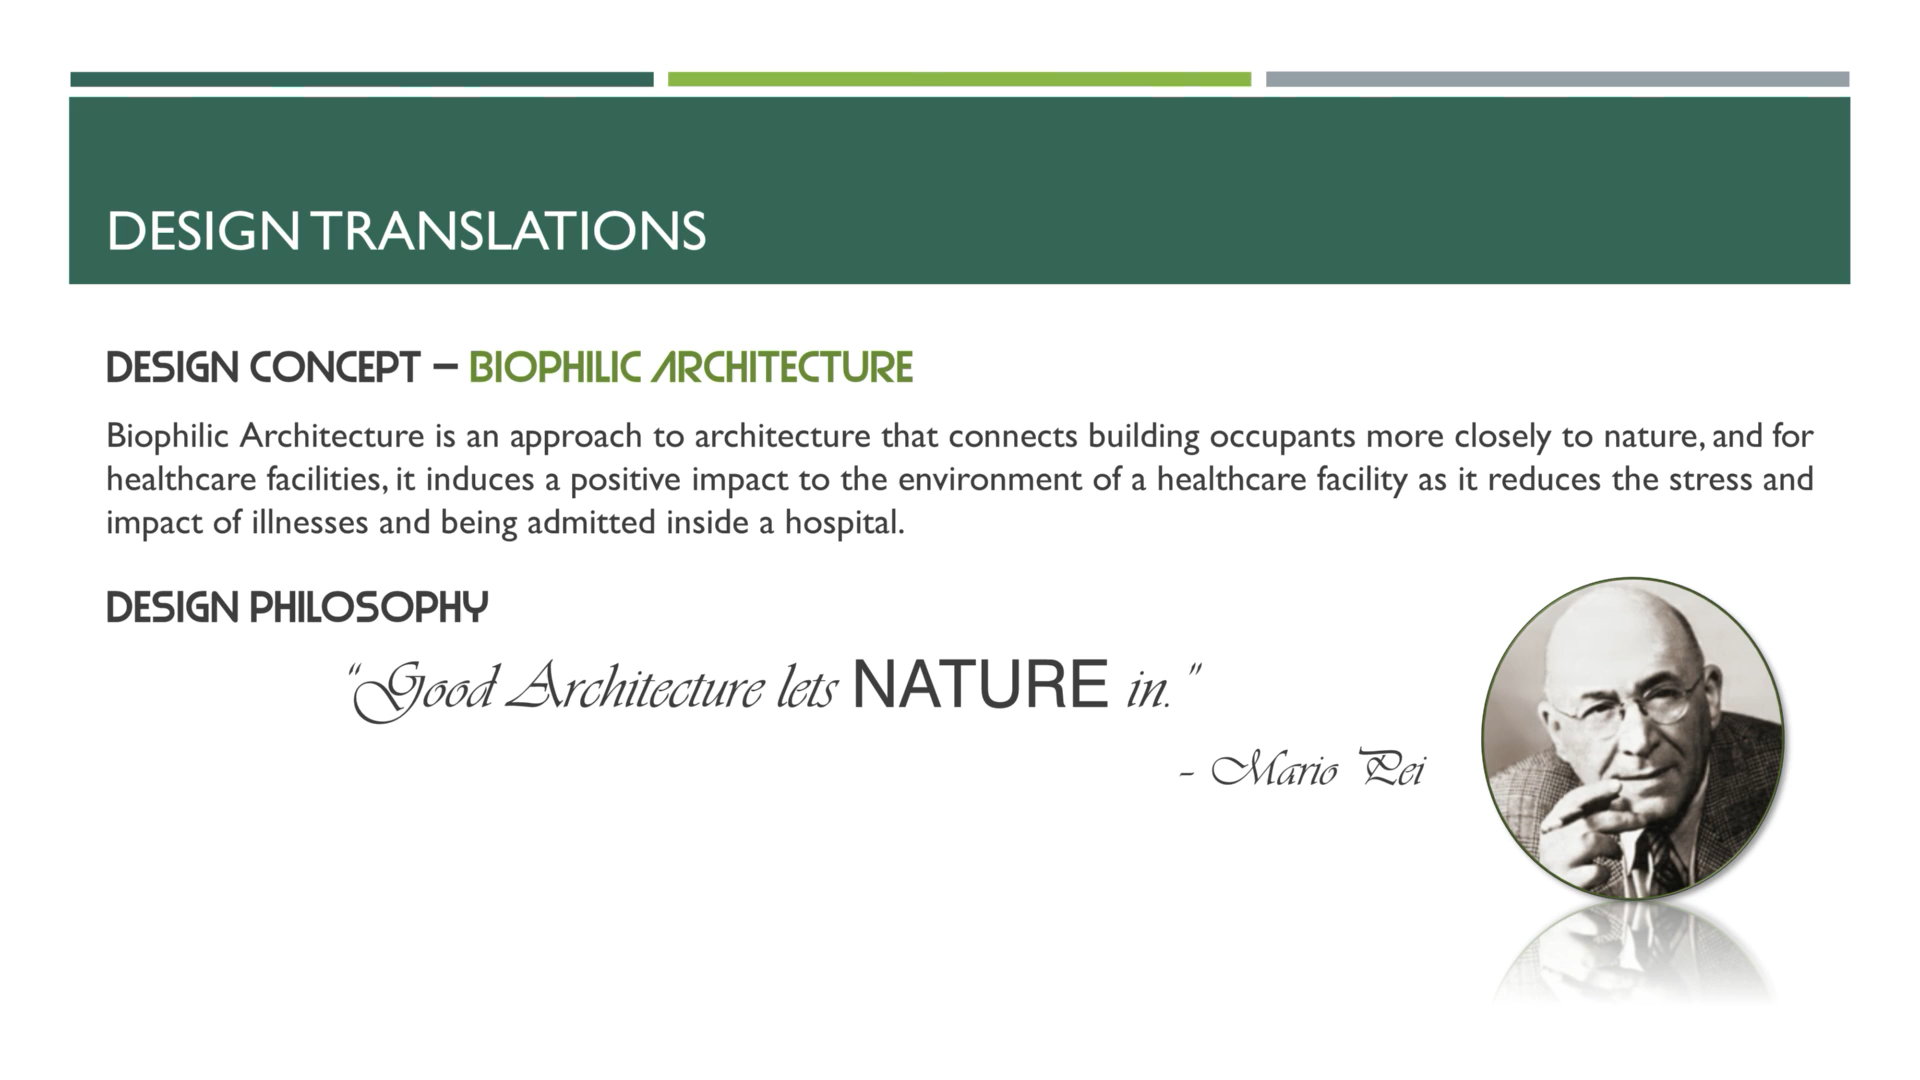 DESIGN TRANSLATIONS
DESIGN CONCEPT – BIOPHILIC ARCHITECTURE
Biophilic Architecture is an approach to architecture that connects building occupants more closely to nature, and for
healthcare facilities, it induces a positive impact to the environment of a healthcare facility as it reduces the stress and
impact of illnesses and being admitted inside a hospital.
DESIGN PHILOSOPHY
“Good Architecture lets NATURE in.”
- Mario Pei